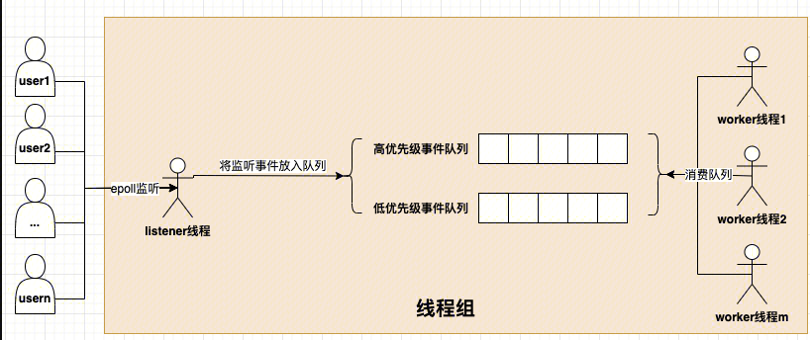 user1
user2
...
usern
epoll监听
listener线程
将监听事件放入队列
高优先级事件队列
低优先级事件队列
消费队列
worker线程1
worker线程2
worker线程m
线程组